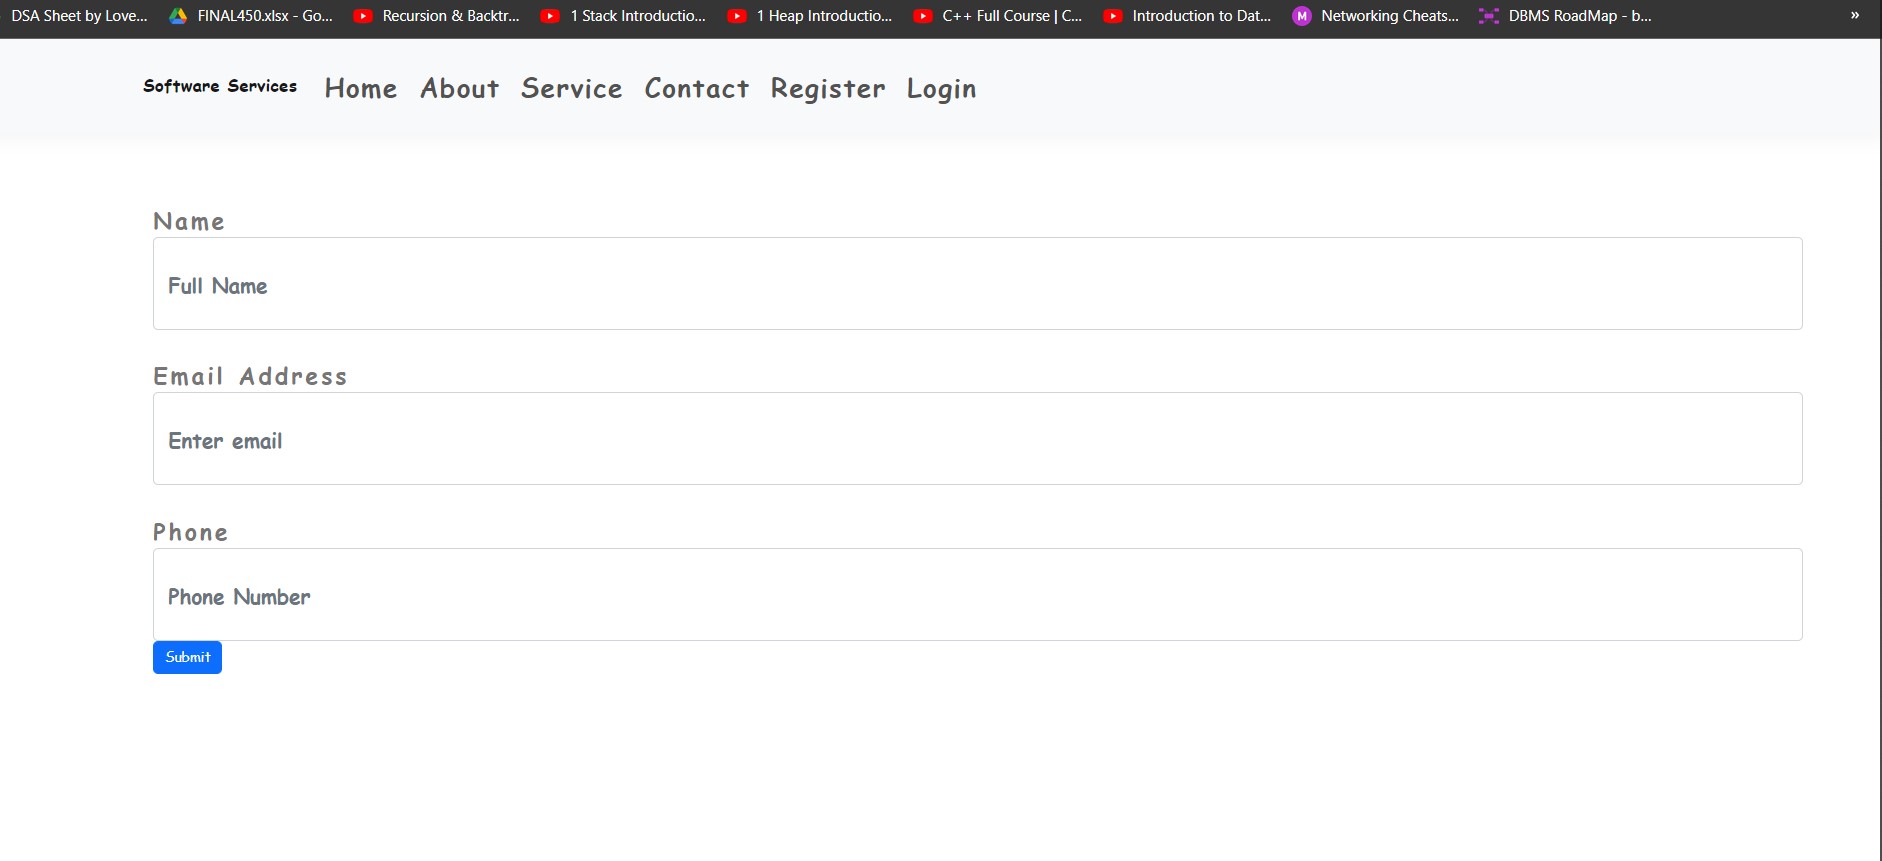 DSA Sheet by Love... FINAL450.xlsx - Go... Recursion & Backtr... 1 Stack Introductio... 1 Heap Introductio... C++ Full Course | C... Introduction to Dat... M Networking Cheats... DBMS RoadMap - b... »
Software Services Home About Service Contact Register Login
Name
Full Name
Email Address
Enter email
Phone
Phone Number
Submit